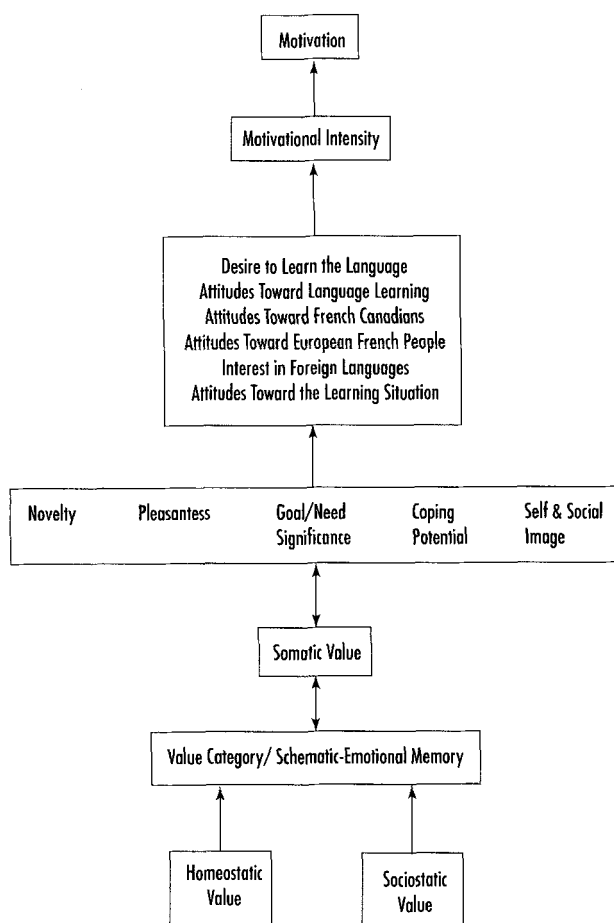 Motivation
Motivational Intensity
Desire to Learn the Language
Attitudes Toward Language Learning
Attitudes Toward French Canadians
Attitudes Toward European French People
Interest in Foreign Languages
Attitudes Toward the Learning Situation
Novelty Pleasantess Goal/Need Coping Self & Social
Significance Potential Image
Somatic Value
Value Category/ Schematic-Emotional Memory
Homeostatic Sociostatic
Value Value